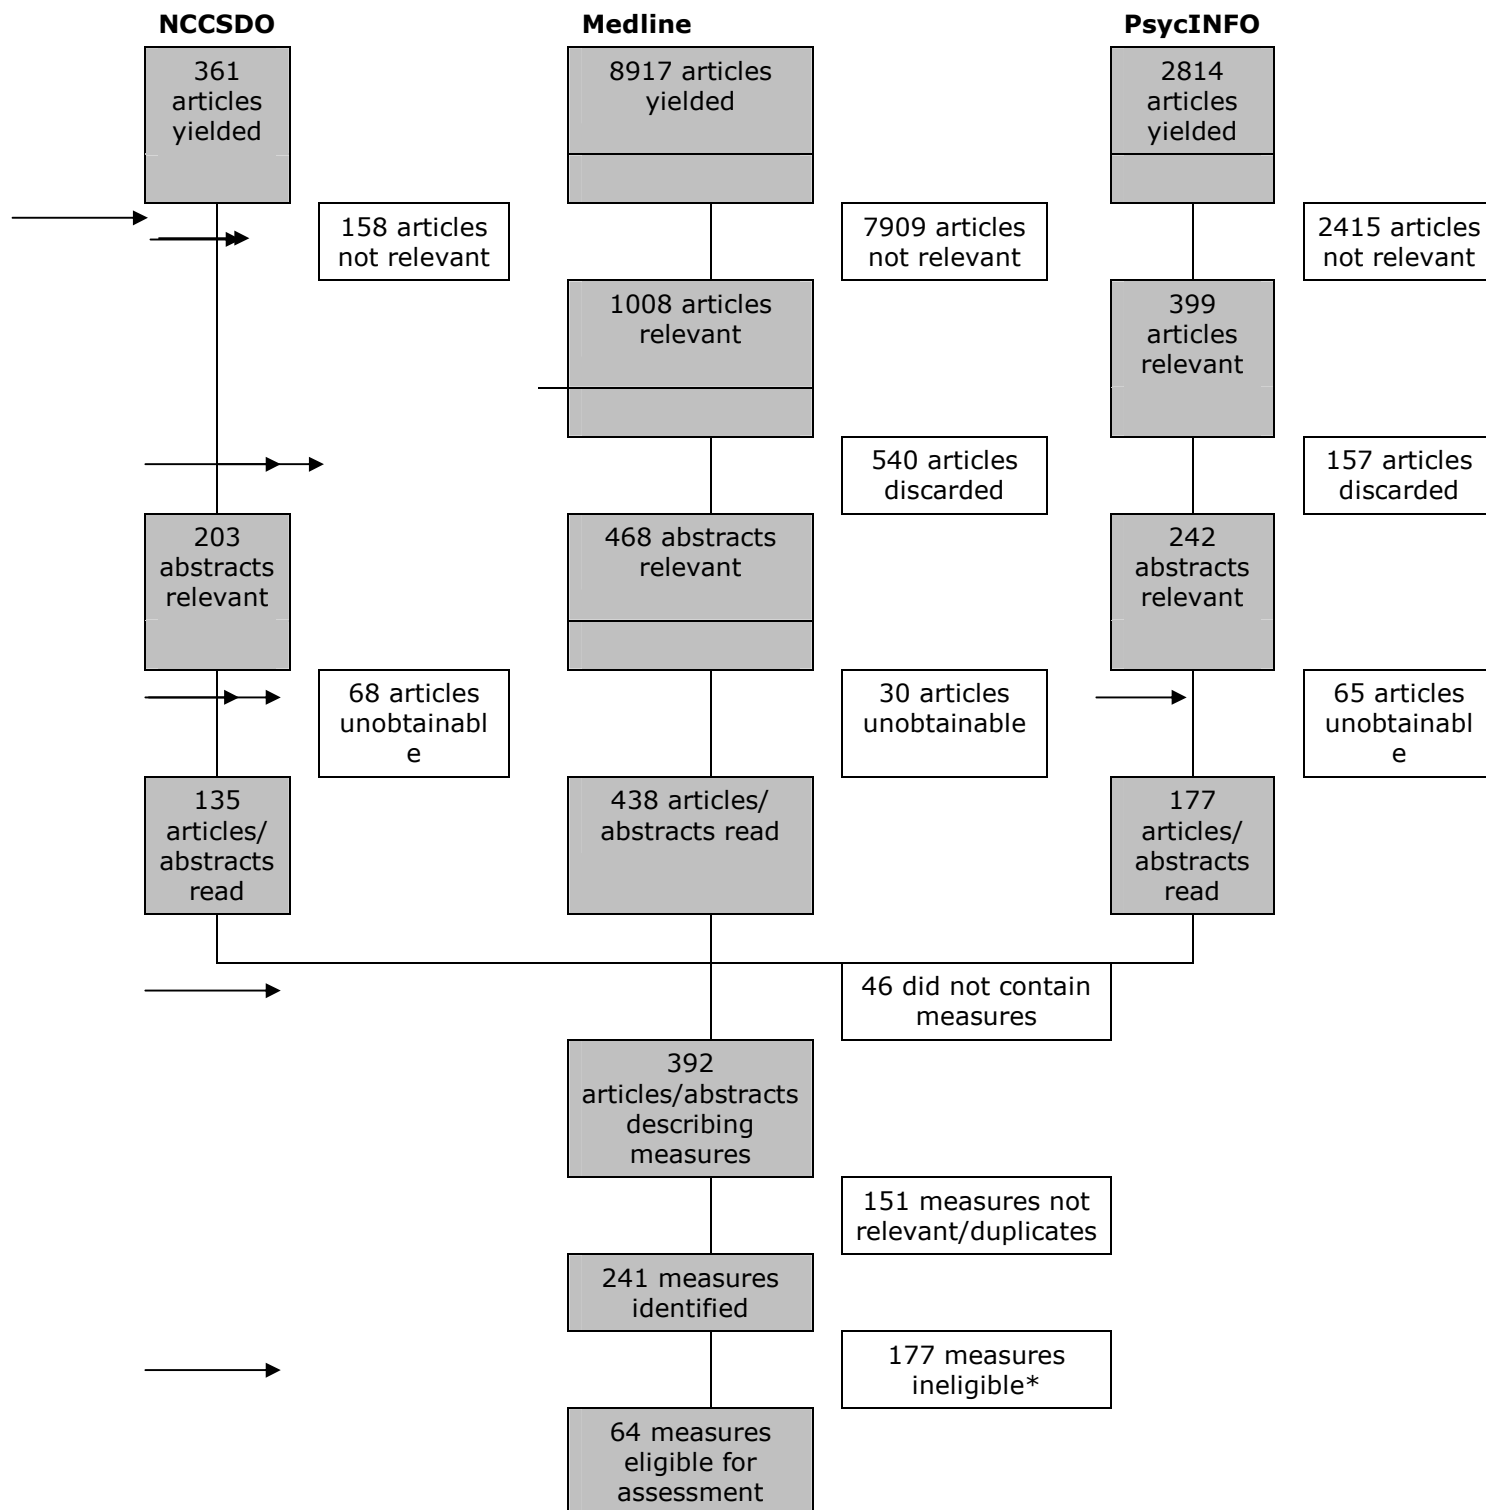 NCCSDO
Medline
PsycINFO
361
articles
yielded
8917 articles
yielded
2814
articles
yielded
158 articles
not relevant
7909 articles
not relevant
2415 articles
not relevant
1008 articles
relevant
399
articles
relevant
540 articles
discarded
157 articles
discarded
203
abstracts
relevant
468 abstracts
relevant
242
abstracts
relevant
68 articles
unobtainabl
e
30 articles
unobtainable
65 articles
unobtainabl
e
135
articles/
abstracts
read
438 articles/
abstracts read
177
articles/
abstracts
read
46 did not contain
measures
392
articles/abstracts
describing
measures
151 measures not
relevant/duplicates
241 measures
identified
177 measures
ineligible*
64 measures
eligible for
assessment